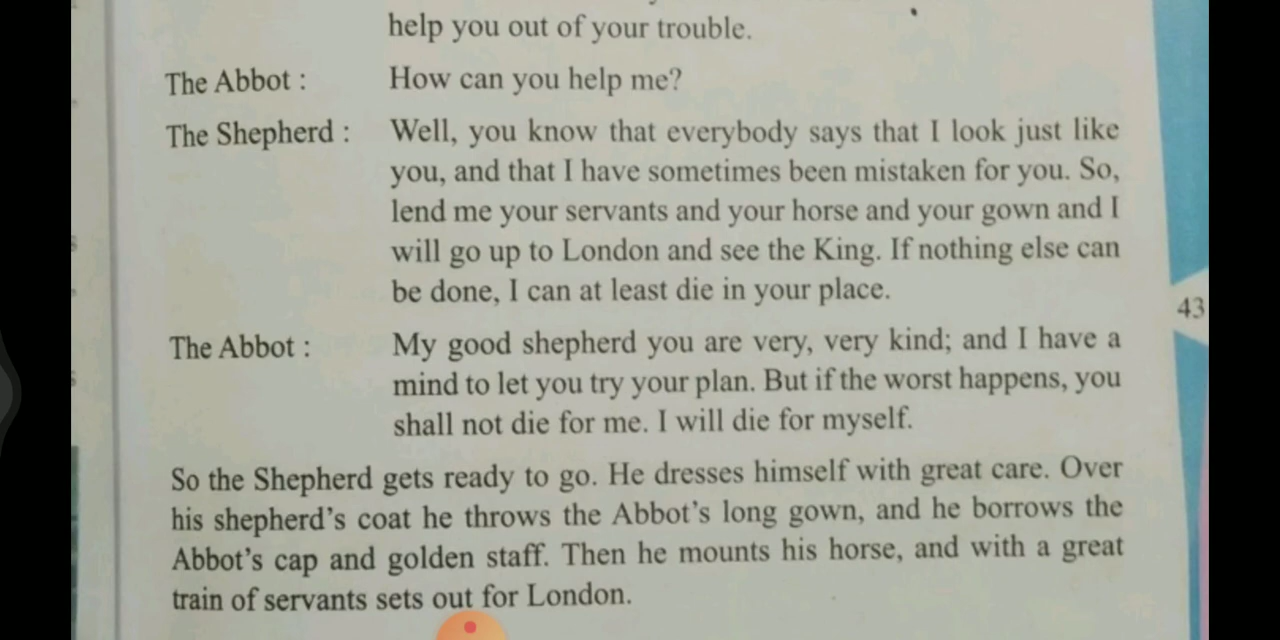 help you out of your trouble.
The Abbot : How can you help me?
The Shepherd : Well, you know that everybody says that I look just like
you, and that I have sometimes been mistaken for you. So,
lend me your servants and your horse and your gown and I
will go up to London and see the King. If nothing else can
be done, I can at least die in your place.
43
The Abbot : My good shepherd you are very, very kind; and I have a
mind to let you try your plan. But if the worst happens, you
shall not die for me. I will die for myself.
So the Shepherd gets ready to go. He dresses himself with great care. Over
his shepherd's coat he throws the Abbot's long gown, and he borrows the
Abbot's cap and golden staff. Then he mounts his horse, and with a great
train of servants sets out for London.